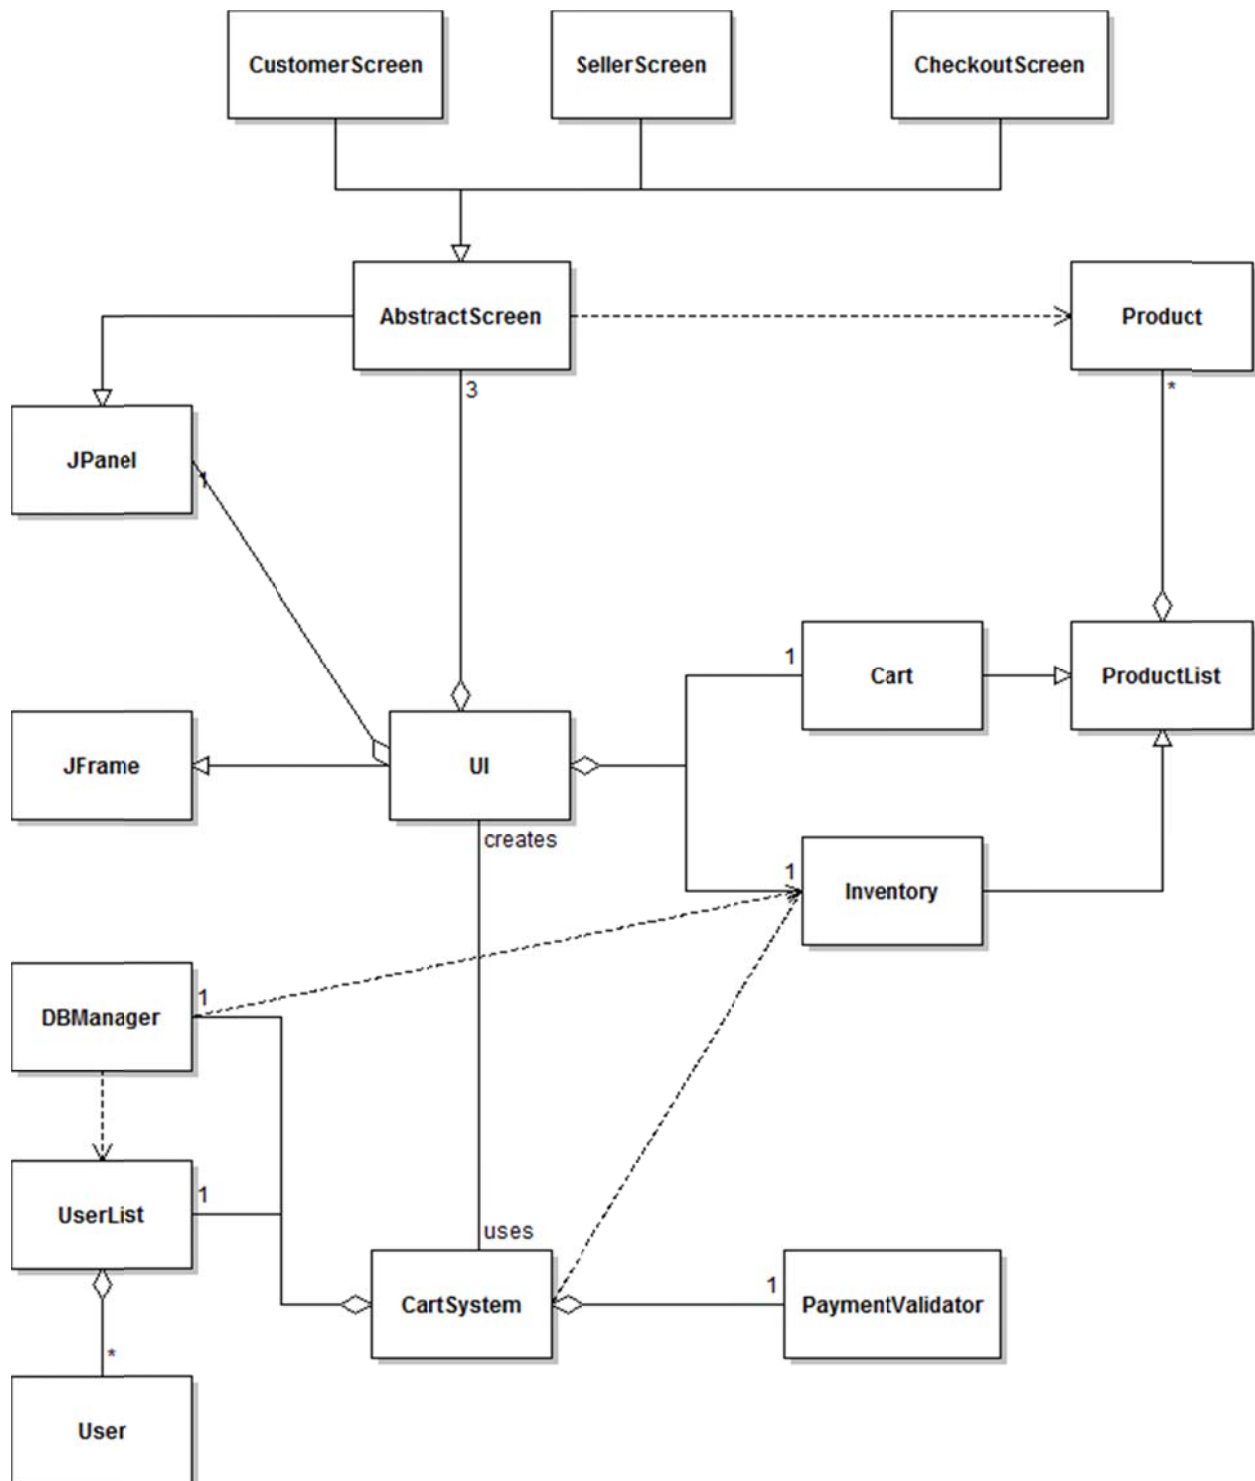 CustomerScreen
SellerScreen
CheckoutScreen
AbstractScreen
Product
3
*
JPanel
1
1
Cart
ProductList
JFrame
UI
creates
1
Inventory
DBManager
1
UserList
1
uses
CartSystem
1
PaymentValidator
*
User